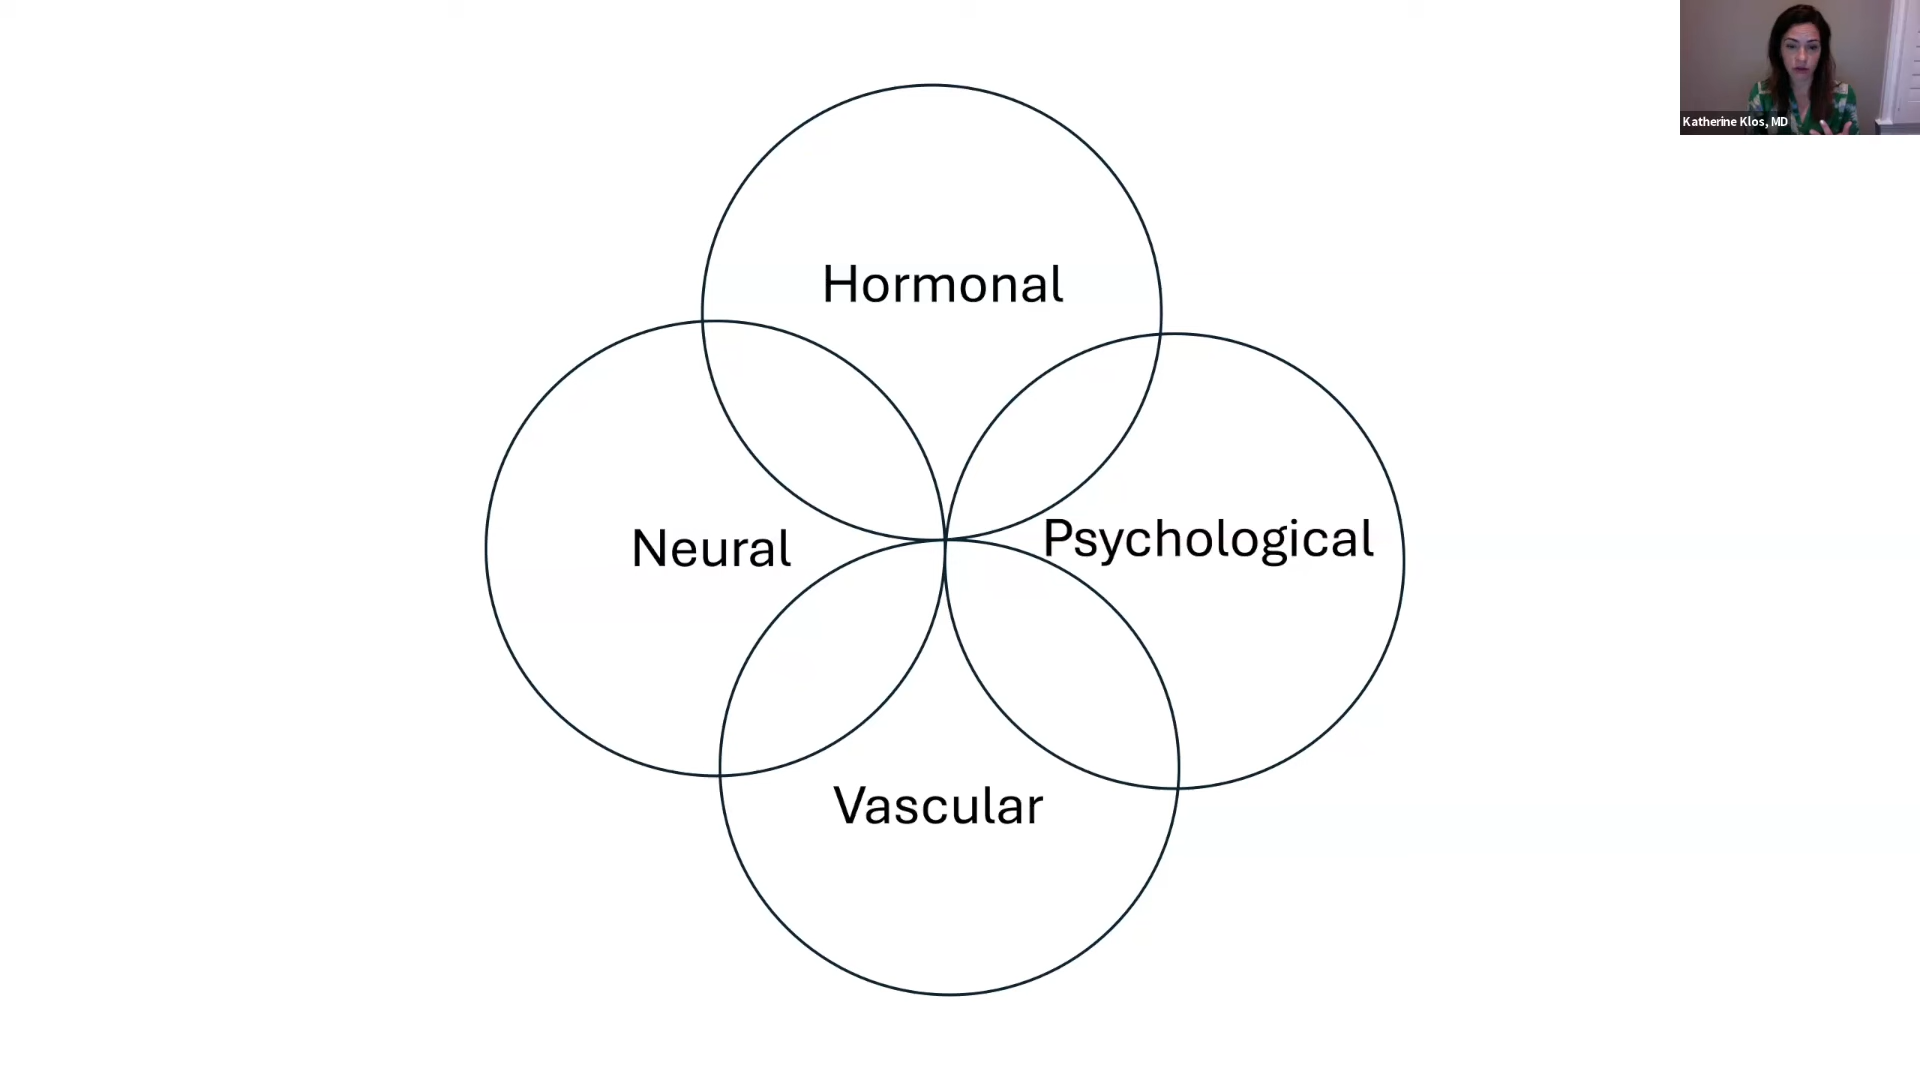 Katherine Klos, MD
Hormonal
Neural
Psychological
Vascular